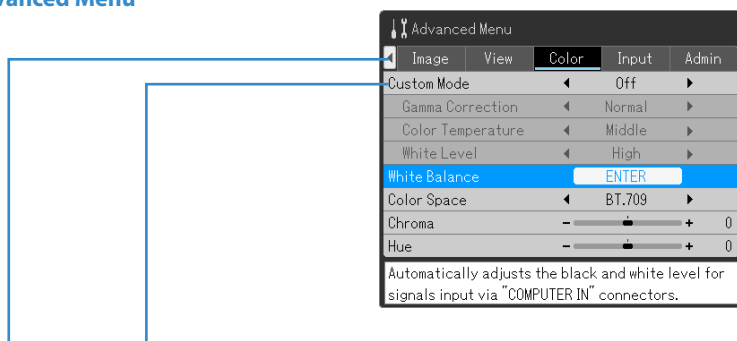 vanced Menu
Advanced Menu
Image View Color Input Admin
Custom Mode Off
Gamma Correction Normal
Color Temperature Middle
White Level High
White Balance ENTER
Color Space BT.709
Chroma - + 0
Hue - + 0
Automatically adjusts the black and white level for
signals input via "COMPUTER IN" connectors.